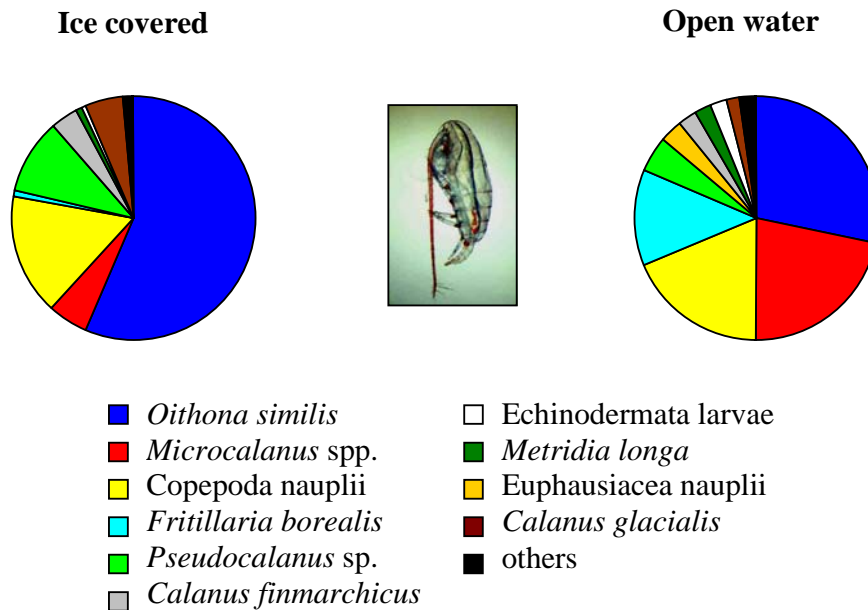 Ice covered
Open water
Oithona similis
Microcalanus spp.
Copepoda nauplii
Fritillaria borealis
Pseudocalanus sp.
Calanus finmarchicus
Echinodermata larvae
Metridia longa
Euphausiacea nauplii
Calanus glacialis
others